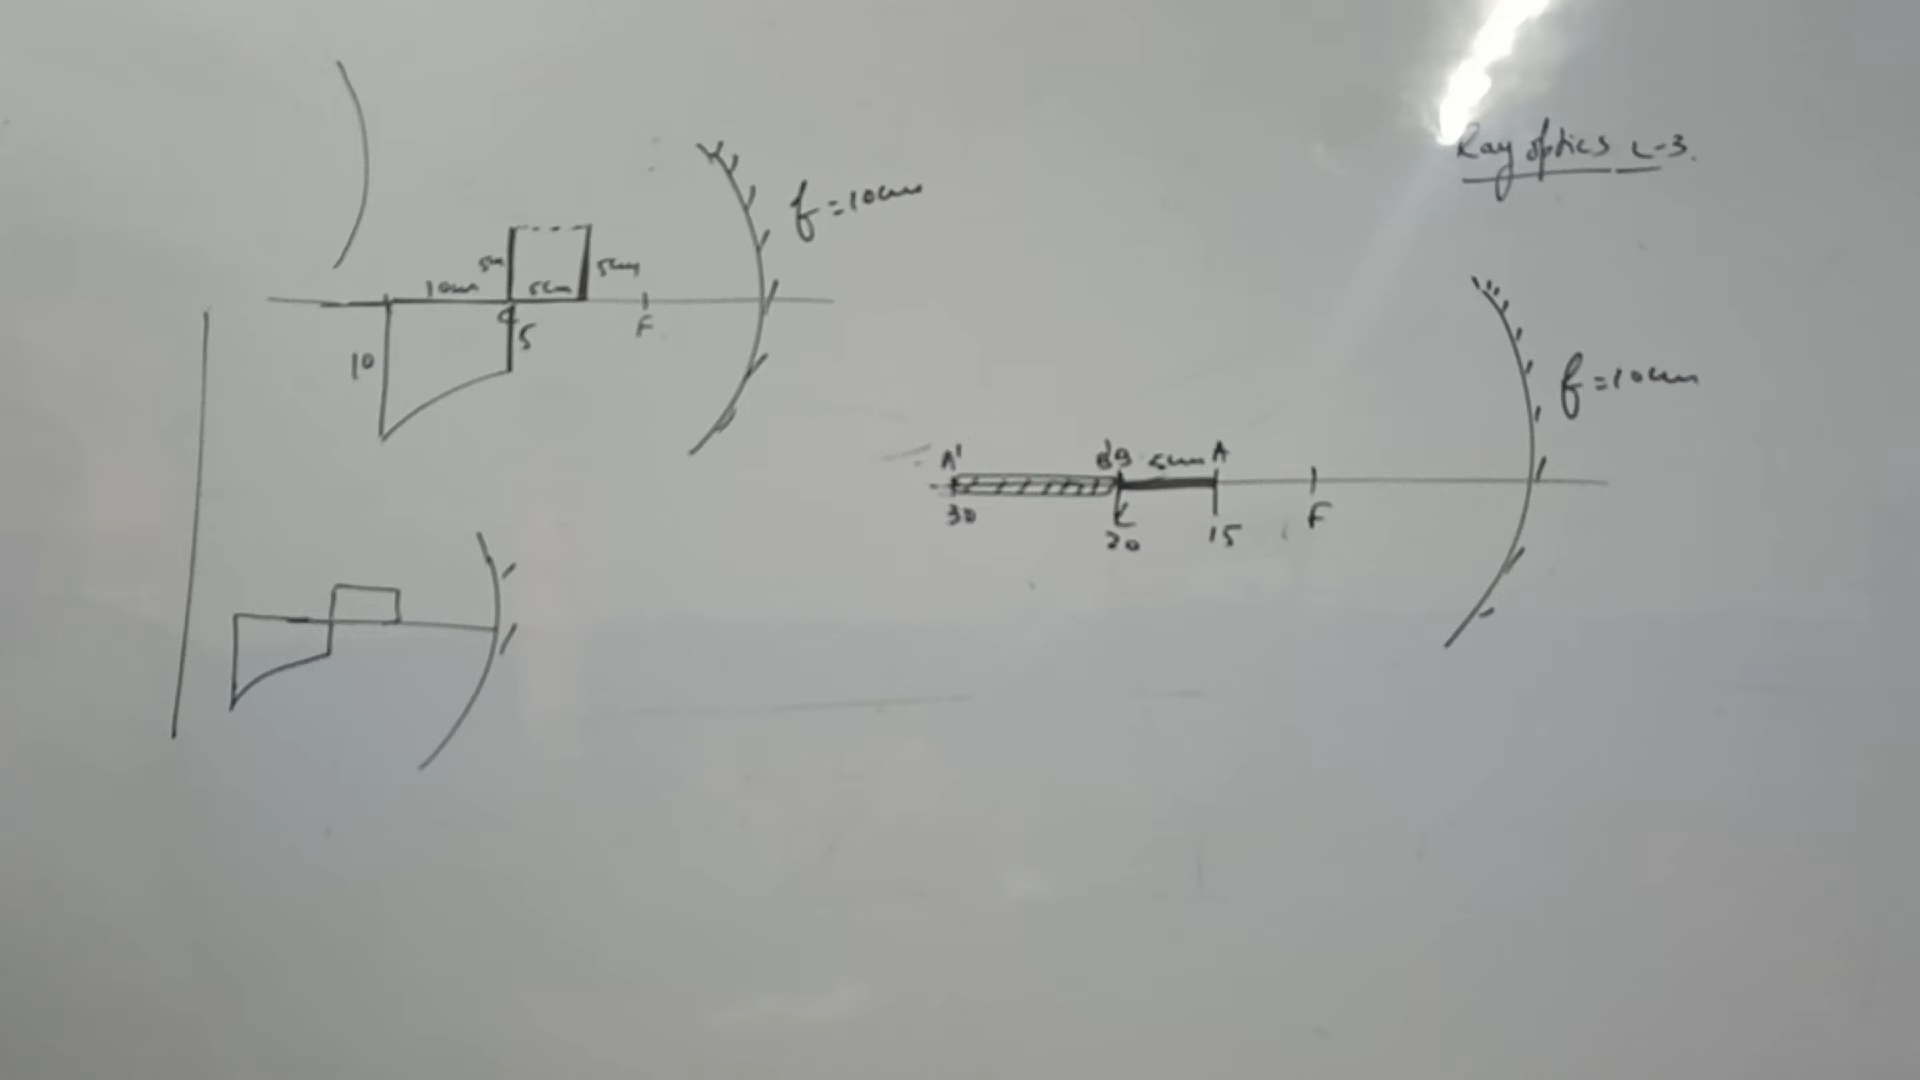 Ray optics L-3.
f = 10cm
5cm
5cm
10cm
5cm
C
5
F
10
f = 10cm
A'
B'B
5cm
A
30
C
20
15
F